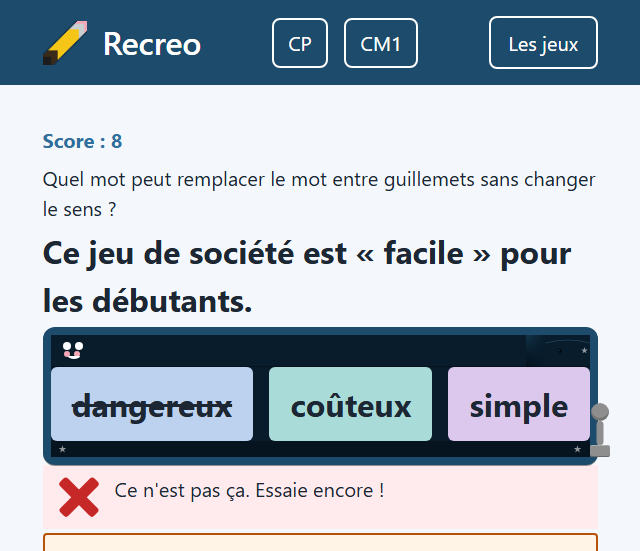 Recreo
CP
CM1
Les jeux
Score : 8
Quel mot peut remplacer le mot entre guillemets sans changer
le sens ?
Ce jeu de société est « facile » pour
les débutants.
dangereux
coûteux
simple
Ce n'est pas ça. Essaie encore !